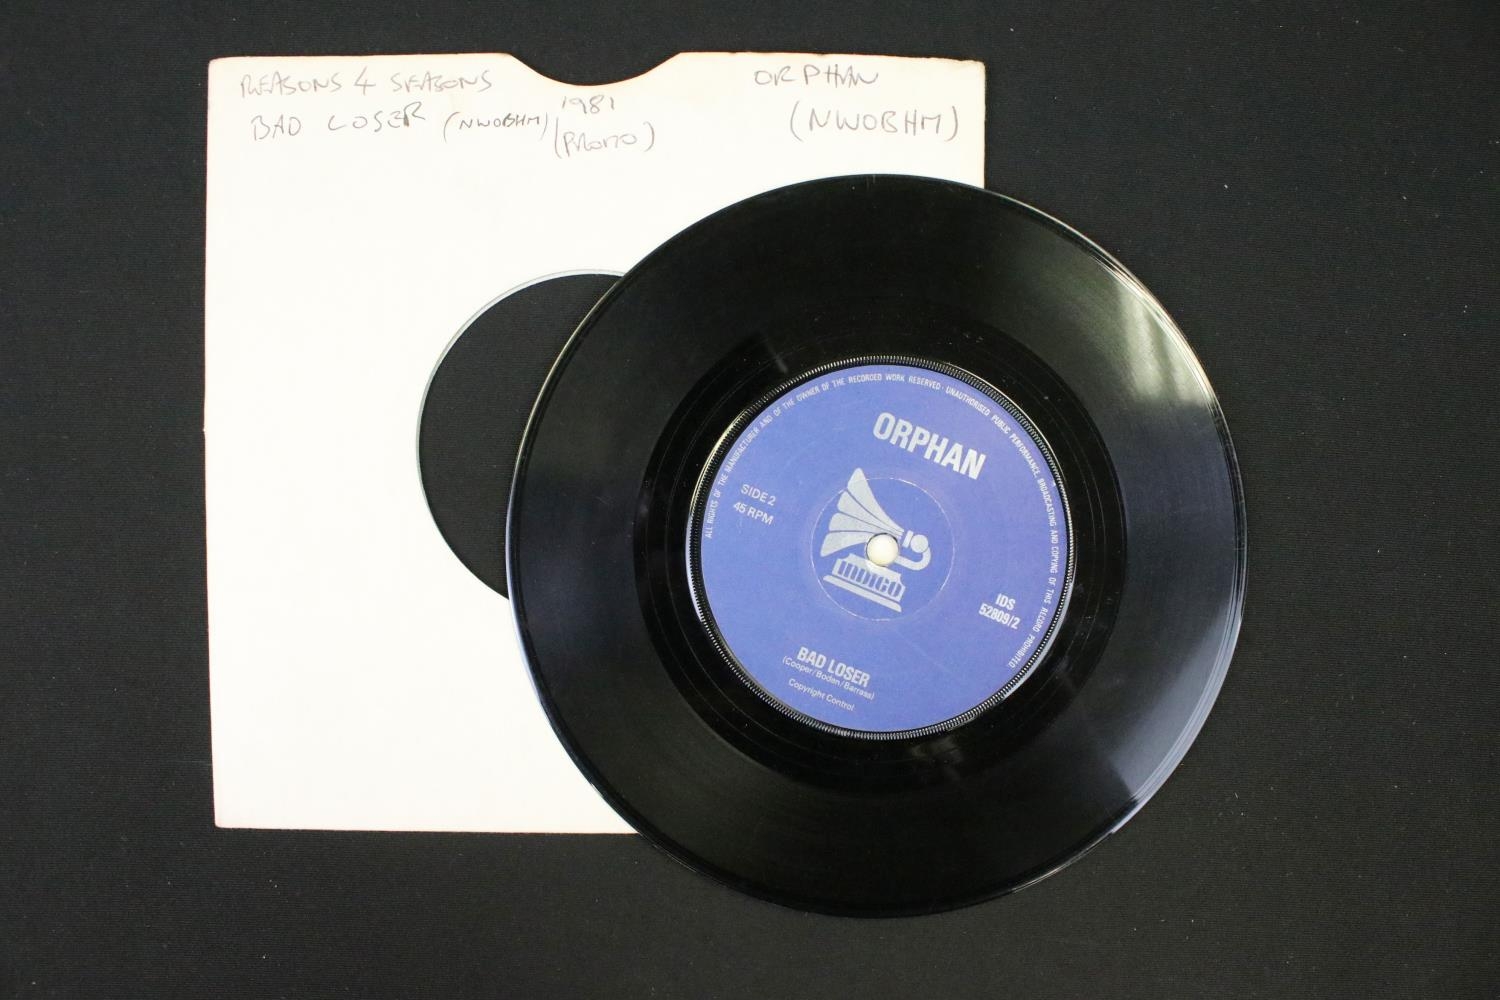 REASONS 4 SEASONS
BAD LOSER (NWOBHM)
1981
(PROMO)
ORPHAN
(NWOBHM)
ALL RIGHTS OF THE MANUFACTURER AND OF THE OWNER OF THE RECORDED WORK RESERVED · UNAUTHORISED PUBLIC PERFORMANCE, BROADCASTING AND COPYING OF THIS RECORD PROHIBITED.
ORPHAN
SIDE 2
45 RPM
INDIGO
IDS
52809/2
BAD LOSER
(Cooper/Boden/Barrass)
Copyright Control